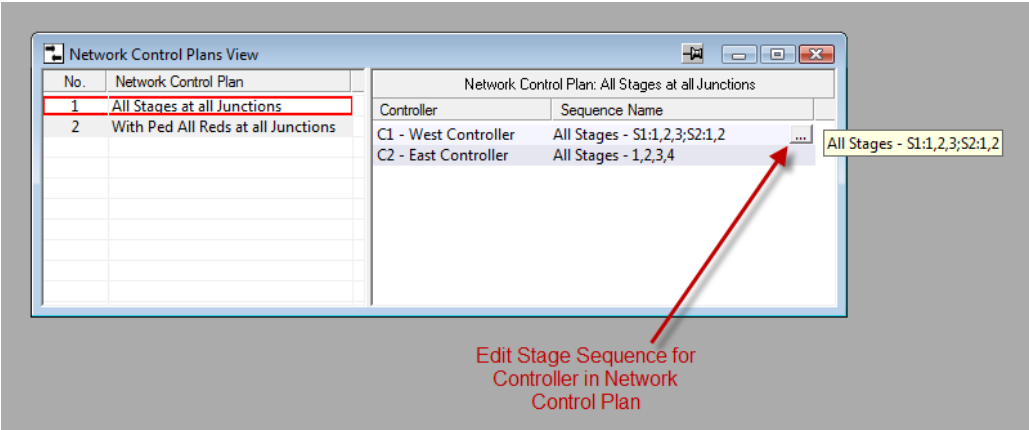 Network Control Plans View
No. Network Control Plan
1 All Stages at all Junctions
2 With Ped All Reds at all Junctions
Network Control Plan: All Stages at all Junctions
Controller Sequence Name
C1 - West Controller All Stages - S1:1,2,3;S2:1,2 ...
C2 - East Controller All Stages - 1,2,3,4
All Stages - S1:1,2,3;S2:1,2
Edit Stage Sequence for
Controller in Network
Control Plan